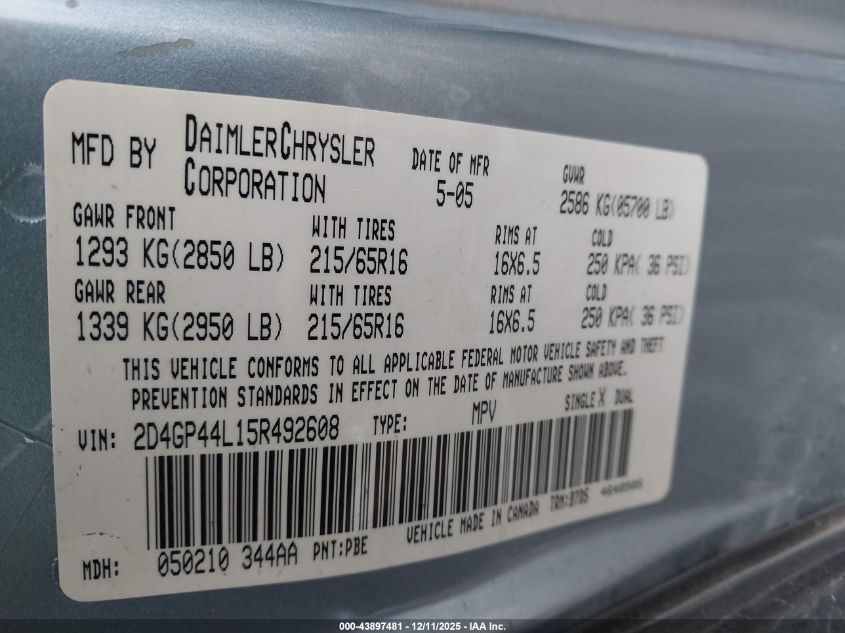 MFD BY DAIMLERCHRYSLER CORPORATION DATE OF MFR 5-05 GVWR 2586 KG(05700 LB)
GAWR FRONT WITH TIRES RIMS AT COLD
1293 KG(2850 LB) 215/65R16 16X6.5 250 KPA( 36 PSI)
GAWR REAR WITH TIRES RIMS AT COLD
1339 KG(2950 LB) 215/65R16 16X6.5 250 KPA( 36 PSI)
THIS VEHICLE CONFORMS TO ALL APPLICABLE FEDERAL MOTOR VEHICLE SAFETY AND THEFT
PREVENTION STANDARDS IN EFFECT ON THE DATE OF MANUFACTURE SHOWN ABOVE.
VIN: 2D4GP44L15R492608 TYPE: MPV SINGLE X DUAL
MDH: 050210 344AA PNT:PBE VEHICLE MADE IN CANADA TRM:D7DS 4648505
000-43897481 - 12/11/2025 - IAA Inc.